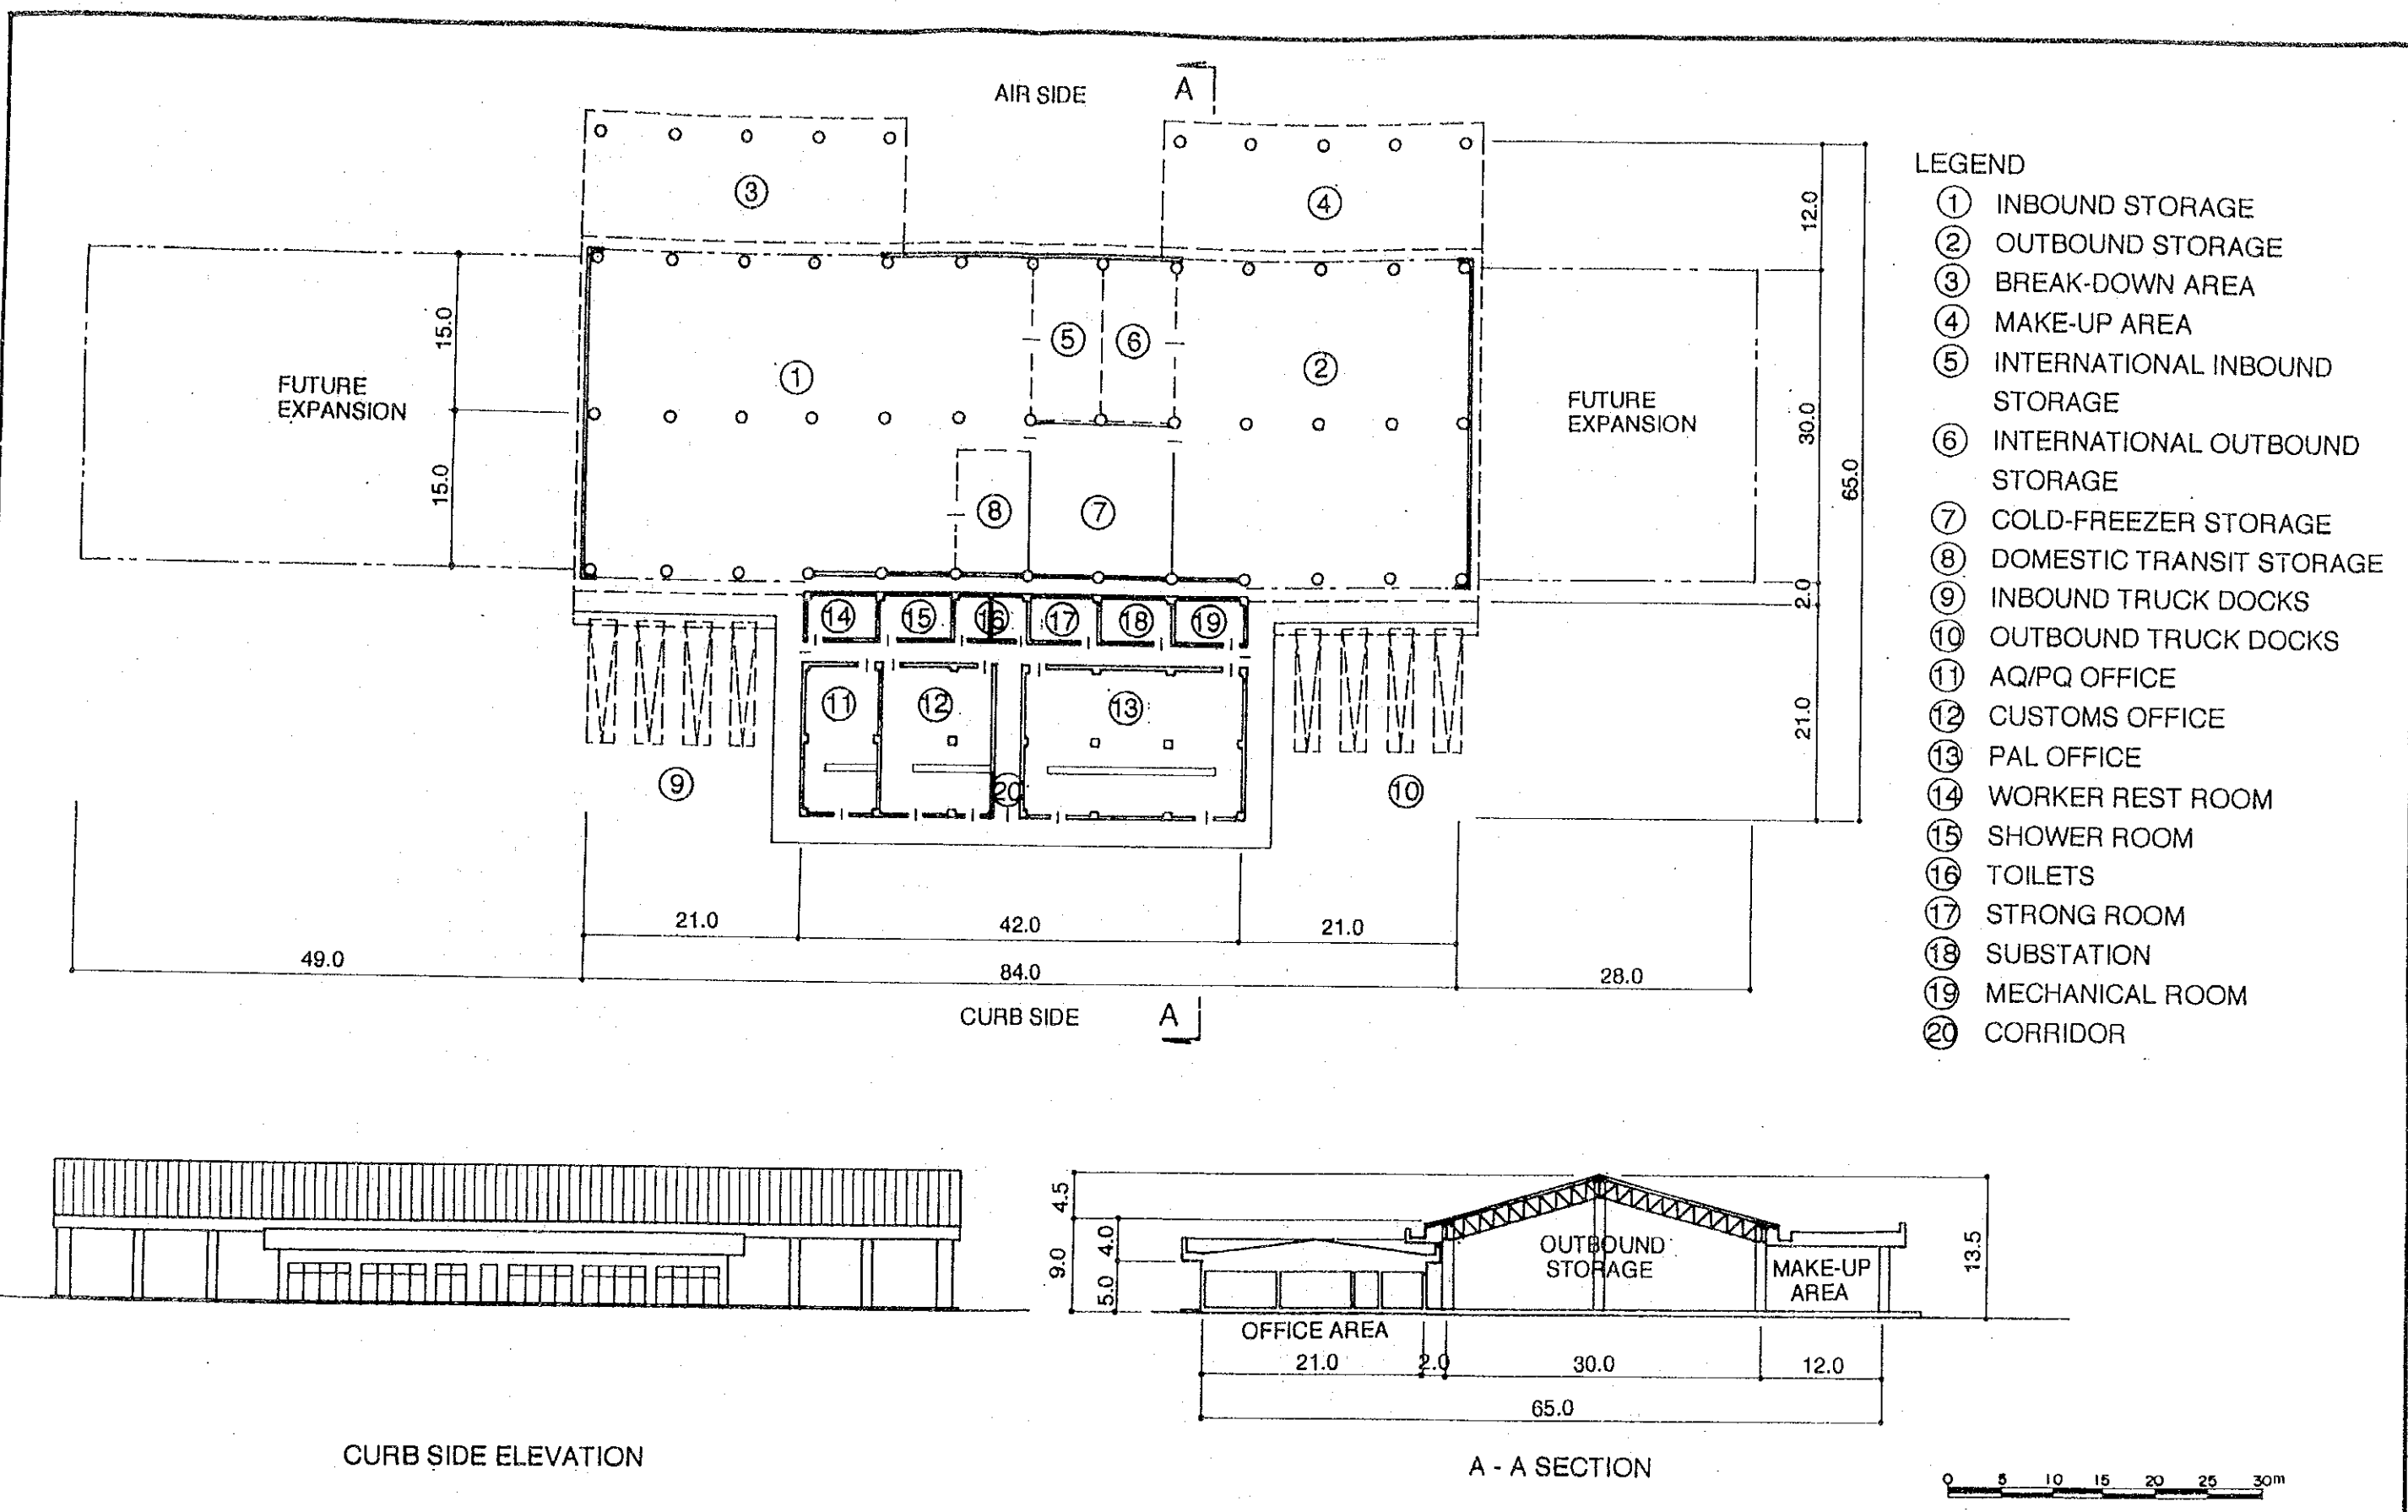 AIR SIDE
A
③
④
12.0
15.0
⑤
⑥
①
②
FUTURE
EXPANSION
FUTURE
EXPANSION
30.0
65.0
15.0
⑧
⑦
2.0
⑭
⑮
⑯
⑰
⑱
⑲
⑪
⑫
⑬
21.0
⑨
⑳
⑩
21.0
42.0
21.0
49.0
84.0
28.0
CURB SIDE
A
LEGEND
① INBOUND STORAGE
② OUTBOUND STORAGE
③ BREAK-DOWN AREA
④ MAKE-UP AREA
⑤ INTERNATIONAL INBOUND
STORAGE
⑥ INTERNATIONAL OUTBOUND
STORAGE
⑦ COLD-FREEZER STORAGE
⑧ DOMESTIC TRANSIT STORAGE
⑨ INBOUND TRUCK DOCKS
⑩ OUTBOUND TRUCK DOCKS
⑪ AQ/PQ OFFICE
⑫ CUSTOMS OFFICE
⑬ PAL OFFICE
⑭ WORKER REST ROOM
⑮ SHOWER ROOM
⑯ TOILETS
⑰ STRONG ROOM
⑱ SUBSTATION
⑲ MECHANICAL ROOM
⑳ CORRIDOR
CURB SIDE ELEVATION
4.5
4.0
9.0
5.0
13.5
OUTBOUND
STORAGE
MAKE-UP
AREA
OFFICE AREA
21.0
2.0
30.0
12.0
65.0
A - A SECTION
0 5 10 15 20 25 30m